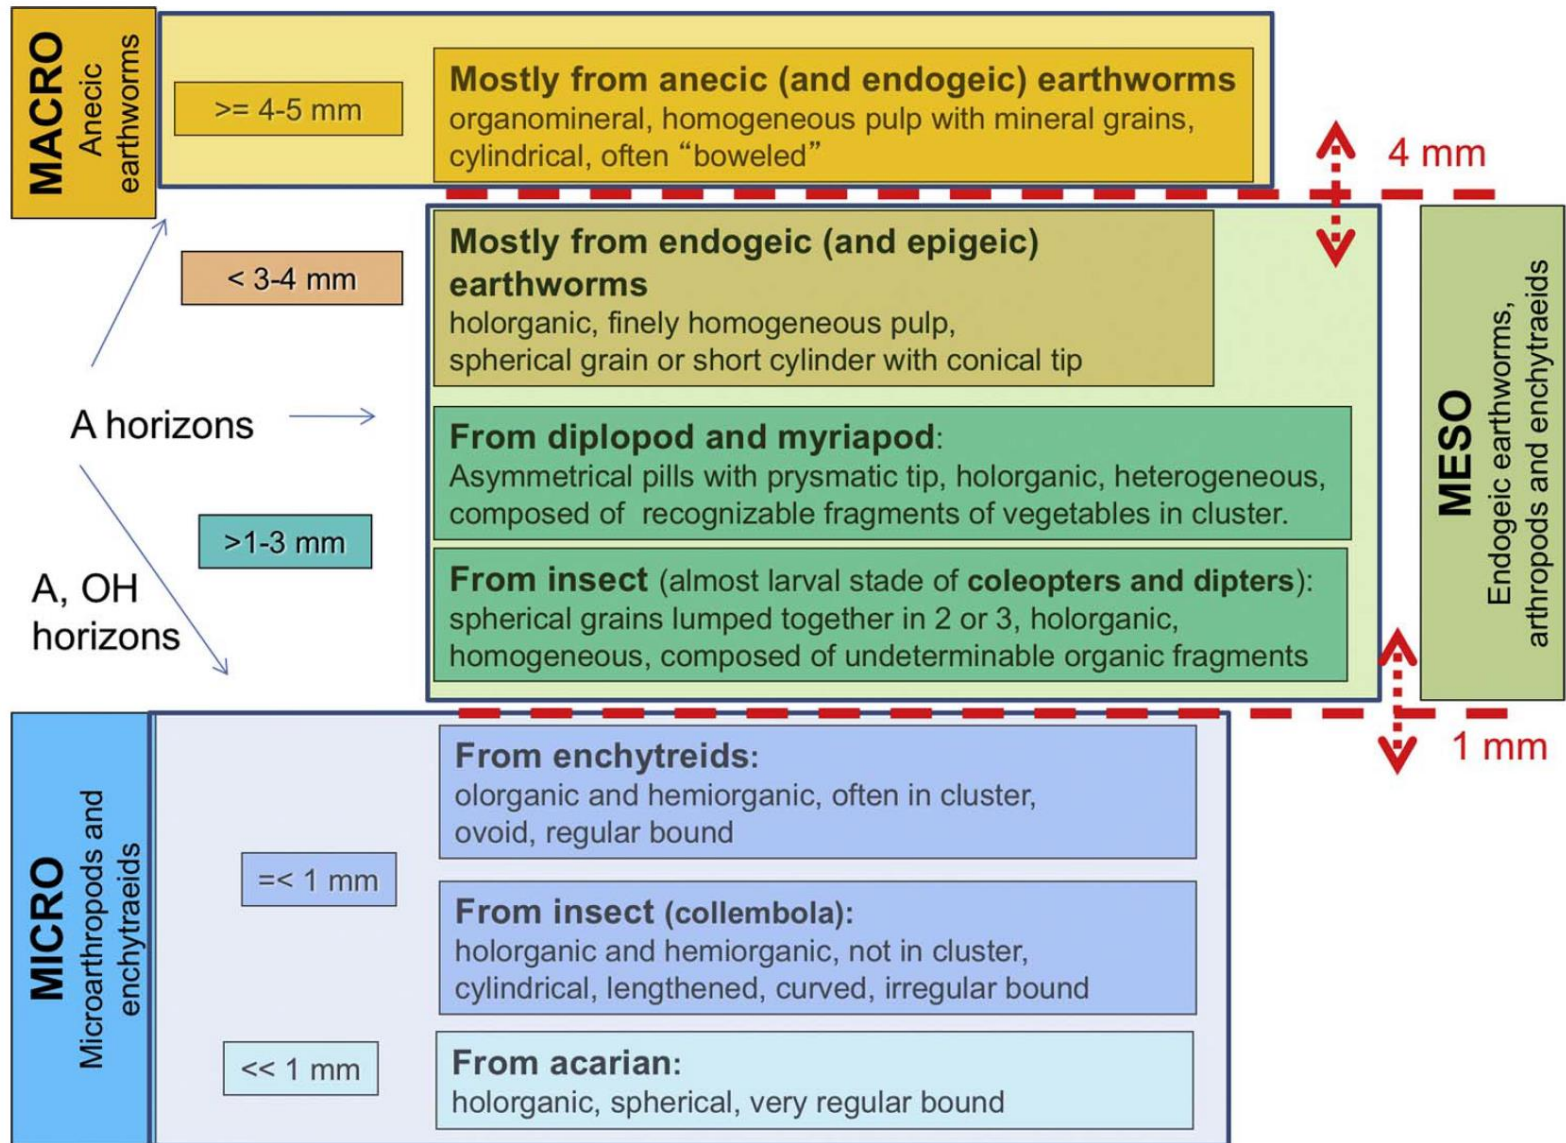 MACRO
Anecic
earthworms
>= 4-5 mm
Mostly from anecic (and endogeic) earthworms
organomineral, homogeneous pulp with mineral grains,
cylindrical, often “boweled”
4 mm
< 3-4 mm
Mostly from endogeic (and epigeic)
earthworms
holorganic, finely homogeneous pulp,
spherical grain or short cylinder with conical tip
A horizons
From diplopod and myriapod:
Asymmetrical pills with prysmatic tip, holorganic, heterogeneous,
composed of recognizable fragments of vegetables in cluster.
>1-3 mm
From insect (almost larval stade of coleopters and dipters):
spherical grains lumped together in 2 or 3, holorganic,
homogeneous, composed of undeterminable organic fragments
A, OH
horizons
MESO
Endogeic earthworms,
arthropods and enchytraeids
1 mm
MICRO
Microarthropods and
enchytraeids
From enchytreids:
olorganic and hemiorganic, often in cluster,
ovoid, regular bound
=< 1 mm
From insect (collembola):
holorganic and hemiorganic, not in cluster,
cylindrical, lengthened, curved, irregular bound
<< 1 mm
From acarian:
holorganic, spherical, very regular bound